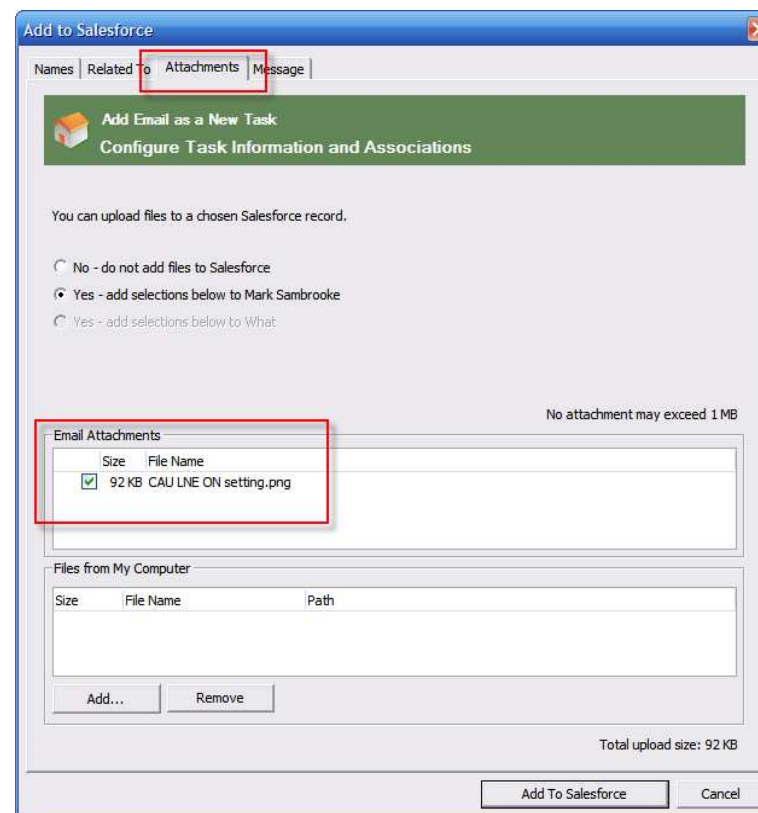 Add to Salesforce
Names Related To Attachments Message
Add Email as a New Task
Configure Task Information and Associations
You can upload files to a chosen Salesforce record.
No - do not add files to Salesforce
Yes - add selections below to Mark Sambrooke
Yes - add selections below to What
No attachment may exceed 1 MB
Email Attachments
Size File Name
92 KB CAU LNE ON setting.png
Files from My Computer
Size File Name Path
Add... Remove
Total upload size: 92 KB
Add To Salesforce Cancel